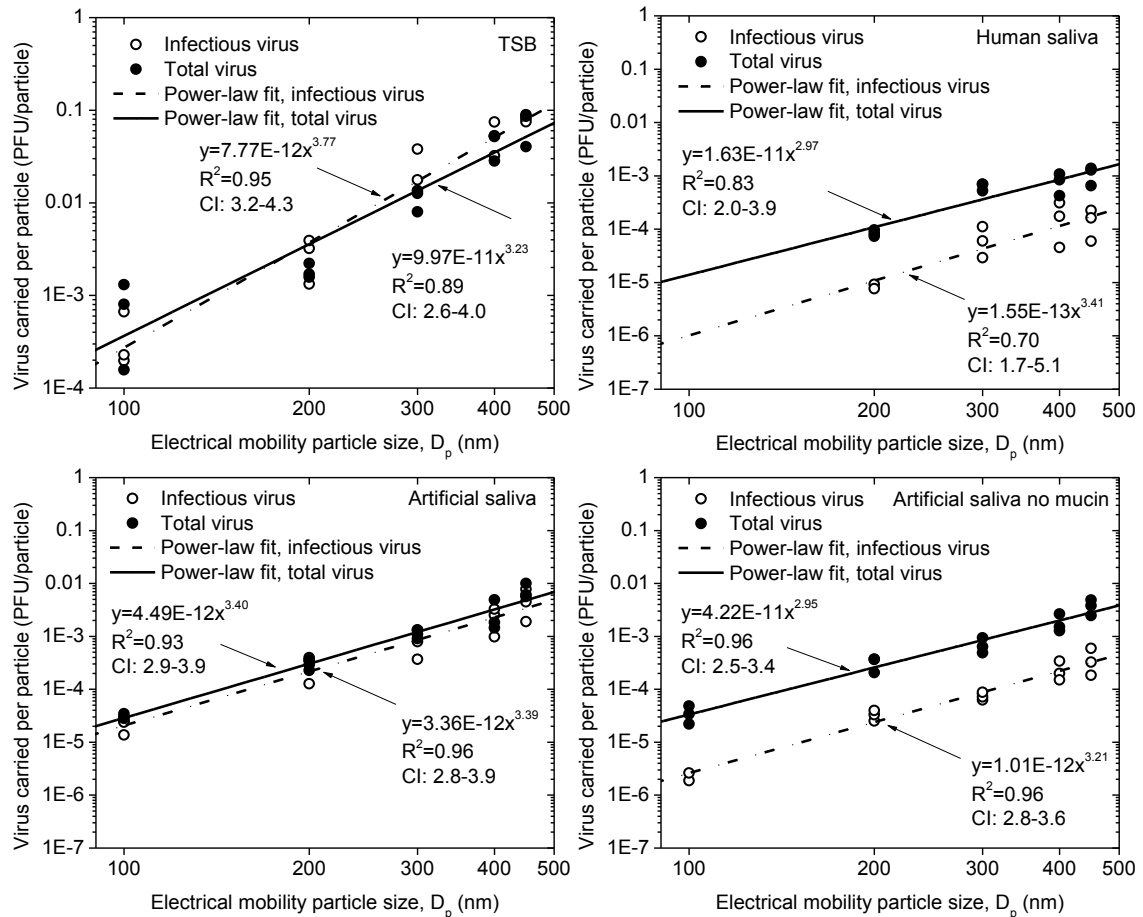 Virus carried per particle (PFU/particle)
1
0.1
0.01
1E-3
1E-4
Infectious virus
TSB
Total virus
Power-law fit, infectious virus
Power-law fit, total virus
y=7.77E-12x^3.77
R^2=0.95
CI: 3.2-4.3
y=9.97E-11x^3.23
R^2=0.89
CI: 2.6-4.0
100 200 300 400 500
Electrical mobility particle size, D_p (nm)
Virus carried per particle (PFU/particle)
1
0.1
0.01
1E-3
1E-4
1E-5
1E-6
1E-7
Infectious virus
Human saliva
Total virus
Power-law fit, infectious virus
Power-law fit, total virus
y=1.63E-11x^2.97
R^2=0.83
CI: 2.0-3.9
y=1.55E-13x^3.41
R^2=0.70
CI: 1.7-5.1
100 200 300 400 500
Electrical mobility particle size, D_p (nm)
Virus carried per particle (PFU/particle)
1
0.1
0.01
1E-3
1E-4
1E-5
1E-6
1E-7
Infectious virus
Artificial saliva
Total virus
Power-law fit, infectious virus
Power-law fit, total virus
y=4.49E-12x^3.40
R^2=0.93
CI: 2.9-3.9
y=3.36E-12x^3.39
R^2=0.96
CI: 2.8-3.9
100 200 300 400 500
Electrical mobility particle size, D_p (nm)
Virus carried per particle (PFU/particle)
1
0.1
0.01
1E-3
1E-4
1E-5
1E-6
1E-7
Infectious virus
Artificial saliva no mucin
Total virus
Power-law fit, infectious virus
Power-law fit, total virus
y=4.22E-11x^2.95
R^2=0.96
CI: 2.5-3.4
y=1.01E-12x^3.21
R^2=0.96
CI: 2.8-3.6
100 200 300 400 500
Electrical mobility particle size, D_p (nm)